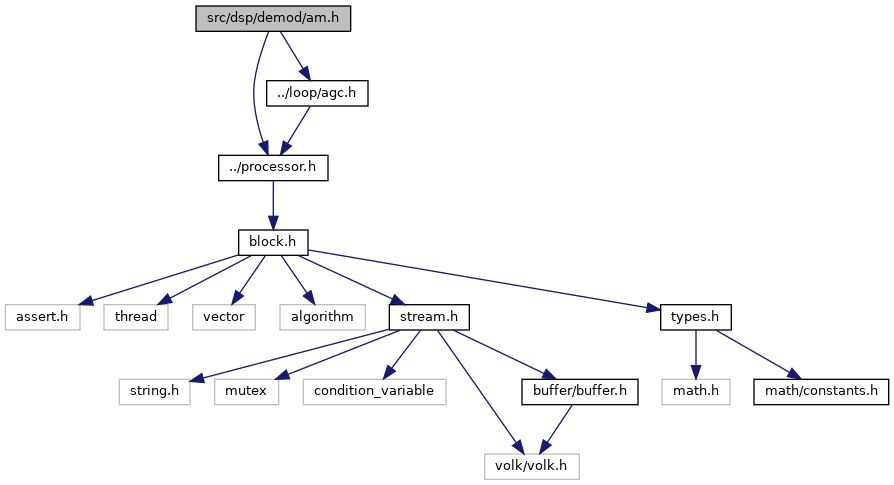 src/dsp/demod/am.h
../loop/agc.h
../processor.h
block.h
assert.h
thread
vector
algorithm
stream.h
types.h
string.h
mutex
condition_variable
buffer/buffer.h
math.h
math/constants.h
volk/volk.h